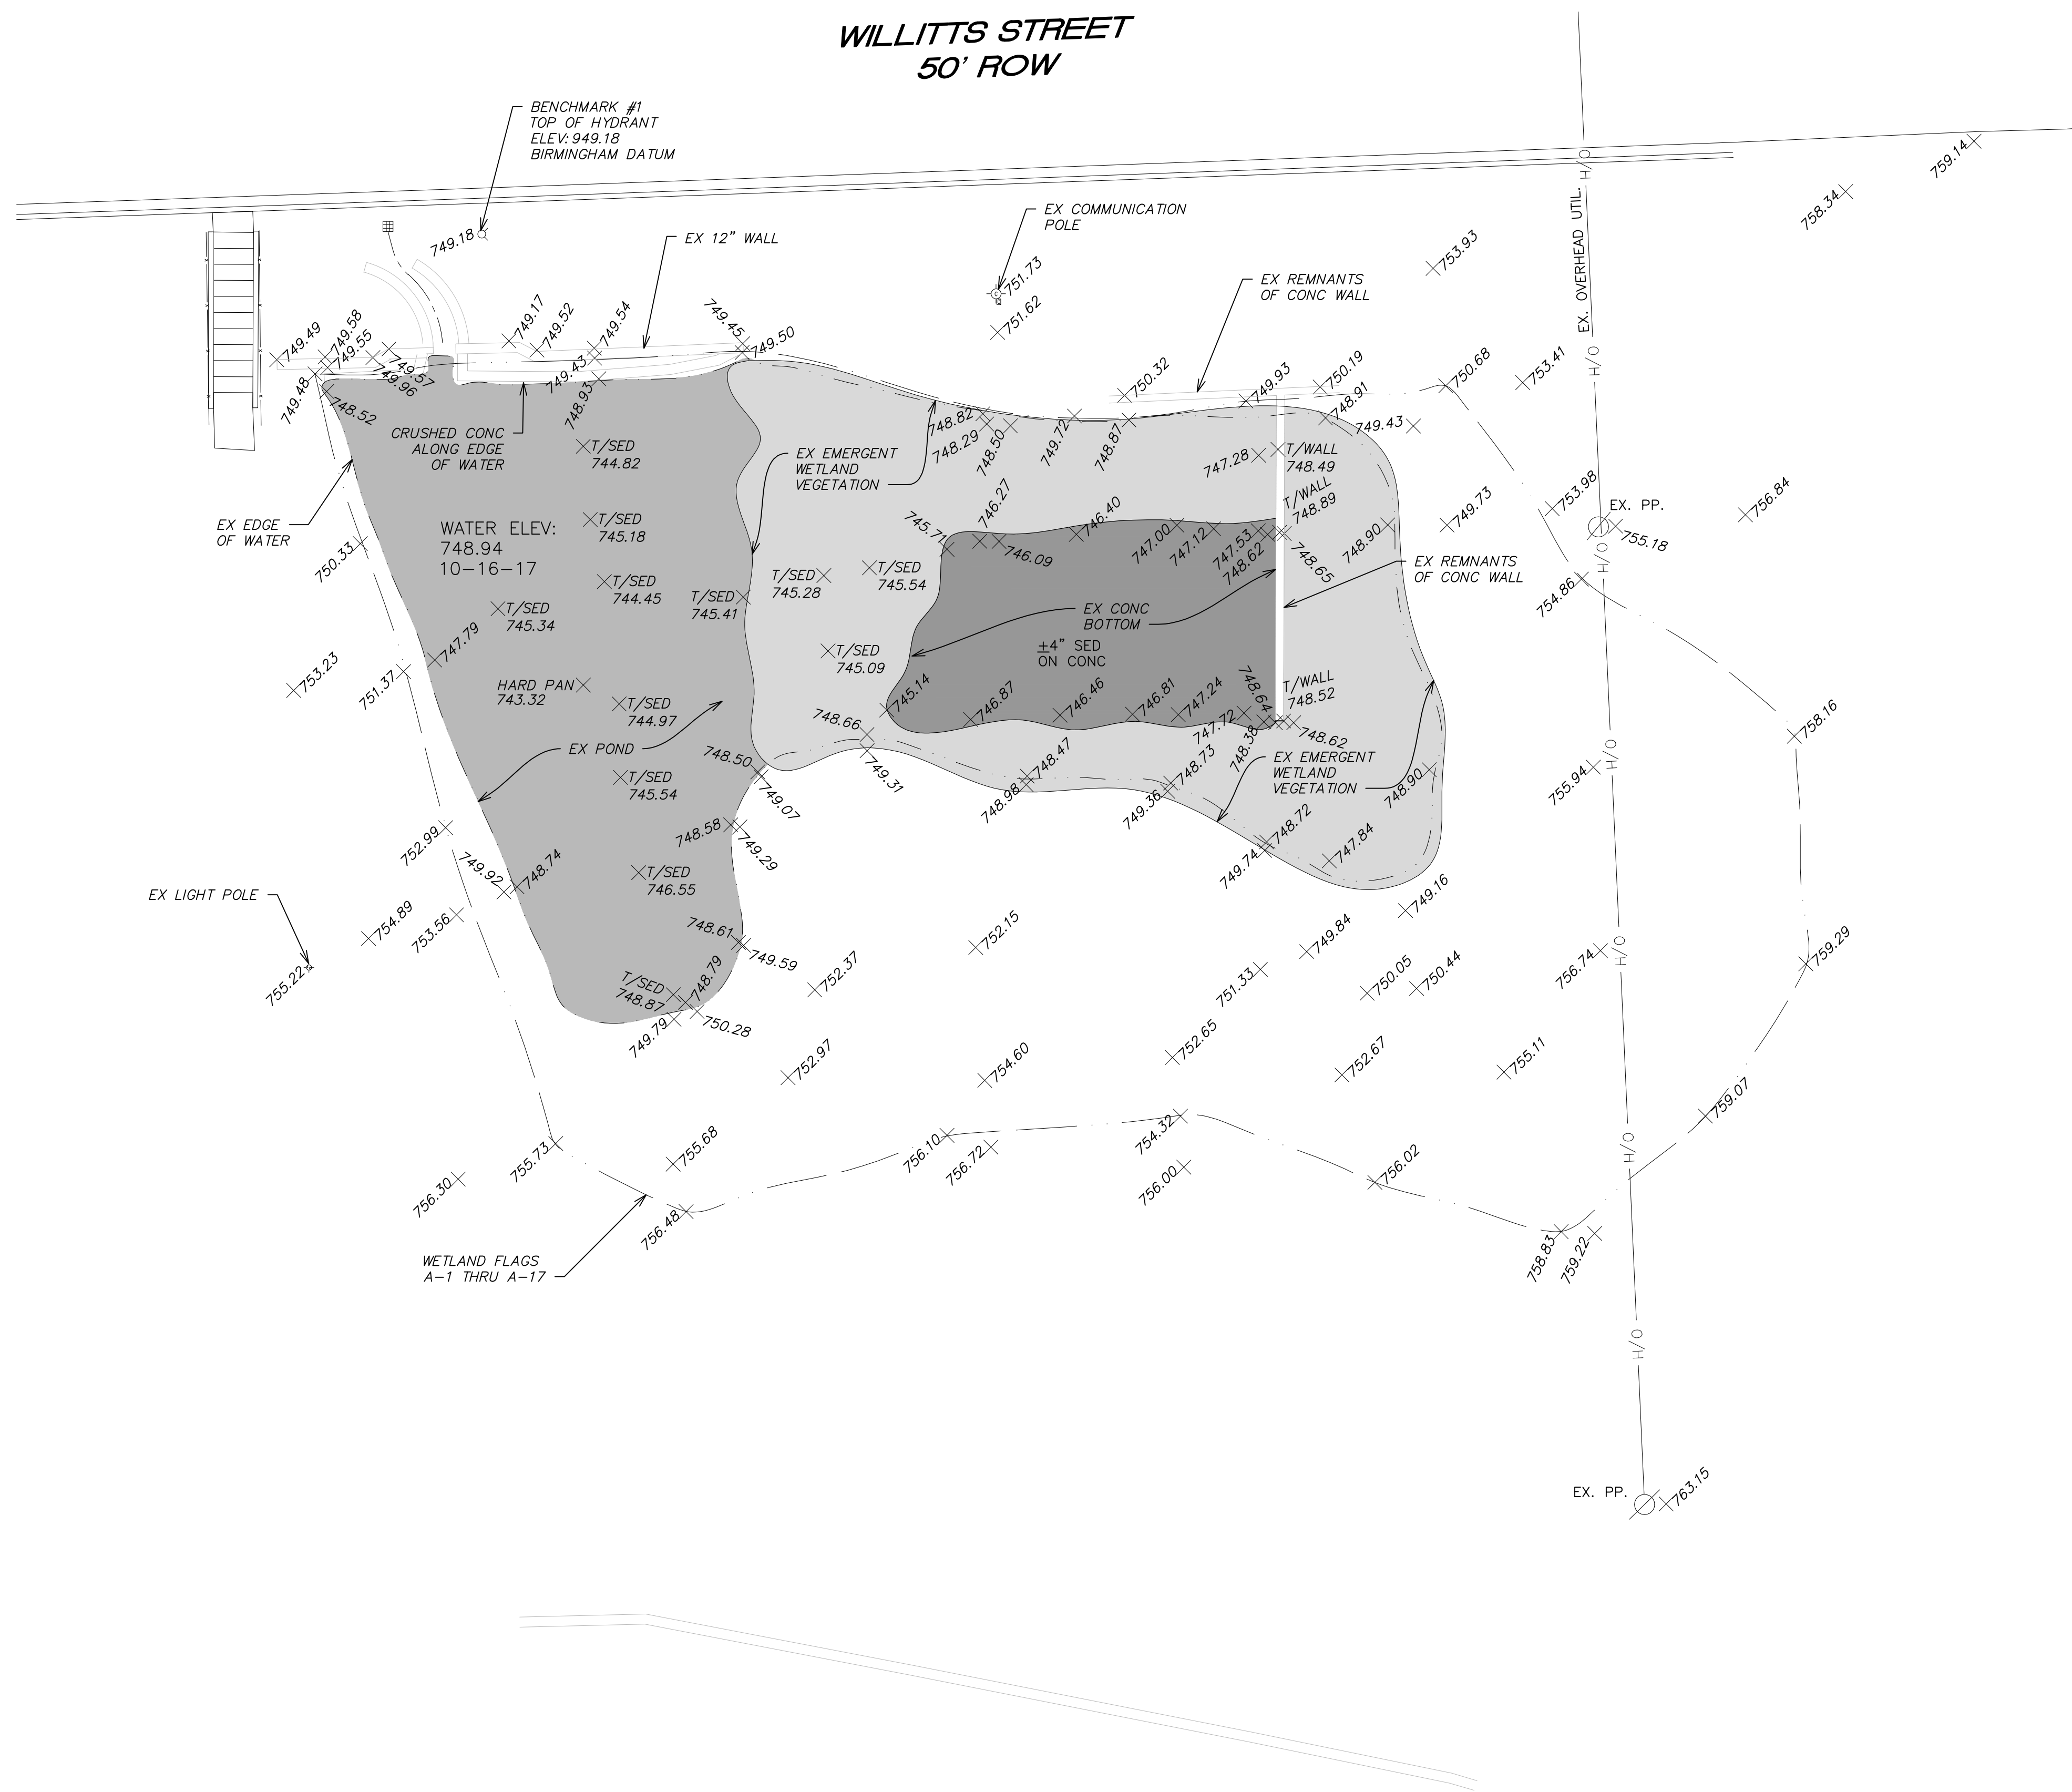 WILLITTS STREET
50' ROW
BENCHMARK #1
TOP OF HYDRANT
ELEV: 949.18
BIRMINGHAM DATUM
759.14
758.34
EX. OVERHEAD UTIL.
H/O
EX COMMUNICATION
POLE
749.18
EX 12" WALL
753.93
751.73
751.62
EX REMNANTS
OF CONC WALL
749.49
749.58
749.55
749.57
749.96
749.48
748.52
749.17
749.52
749.54
749.43
748.93
749.45
749.50
750.32
749.93
750.19
748.91
749.43
750.68
753.41
H/O
748.82
748.29
748.50
749.72
748.87
CRUSHED CONC
ALONG EDGE
OF WATER
T/SED
744.82
EX EMERGENT
WETLAND
VEGETATION
747.28
T/WALL
748.49
T/WALL
748.89
EX EDGE
OF WATER
WATER ELEV:
748.94
10-16-17
T/SED
745.18
745.71
746.27
746.09
746.40
747.00
747.12
747.53
748.62
748.65
748.90
749.73
753.98
EX. PP.
755.18
756.84
750.33
T/SED
744.45
T/SED
745.41
T/SED
745.28
T/SED
745.54
EX REMNANTS
OF CONC WALL
H/O
754.86
T/SED
745.34
EX CONC
BOTTOM
747.79
T/SED
745.09
±4" SED
ON CONC
753.23
751.37
HARD PAN
743.32
T/SED
744.97
745.14
746.87
746.46
746.81
747.24
747.72
748.64
748.38
T/WALL
748.52
748.62
EX POND
748.66
749.31
748.50
749.07
748.47
748.98
748.73
749.36
EX EMERGENT
WETLAND
VEGETATION
748.90
758.16
755.94
H/O
T/SED
745.54
752.99
748.58
749.29
749.74
748.72
747.84
749.92
748.74
T/SED
746.55
EX LIGHT POLE
755.22
754.89
753.56
748.61
749.59
752.37
752.15
749.16
749.84
751.33
750.05
750.44
756.74
H/O
759.29
T/SED
748.87
748.79
749.79
750.28
752.97
754.60
752.65
752.67
755.11
759.07
H/O
756.30
755.73
755.68
756.48
756.10
756.72
754.32
756.00
756.02
758.83
759.22
WETLAND FLAGS
A-1 THRU A-17
H/O
EX. PP.
763.15